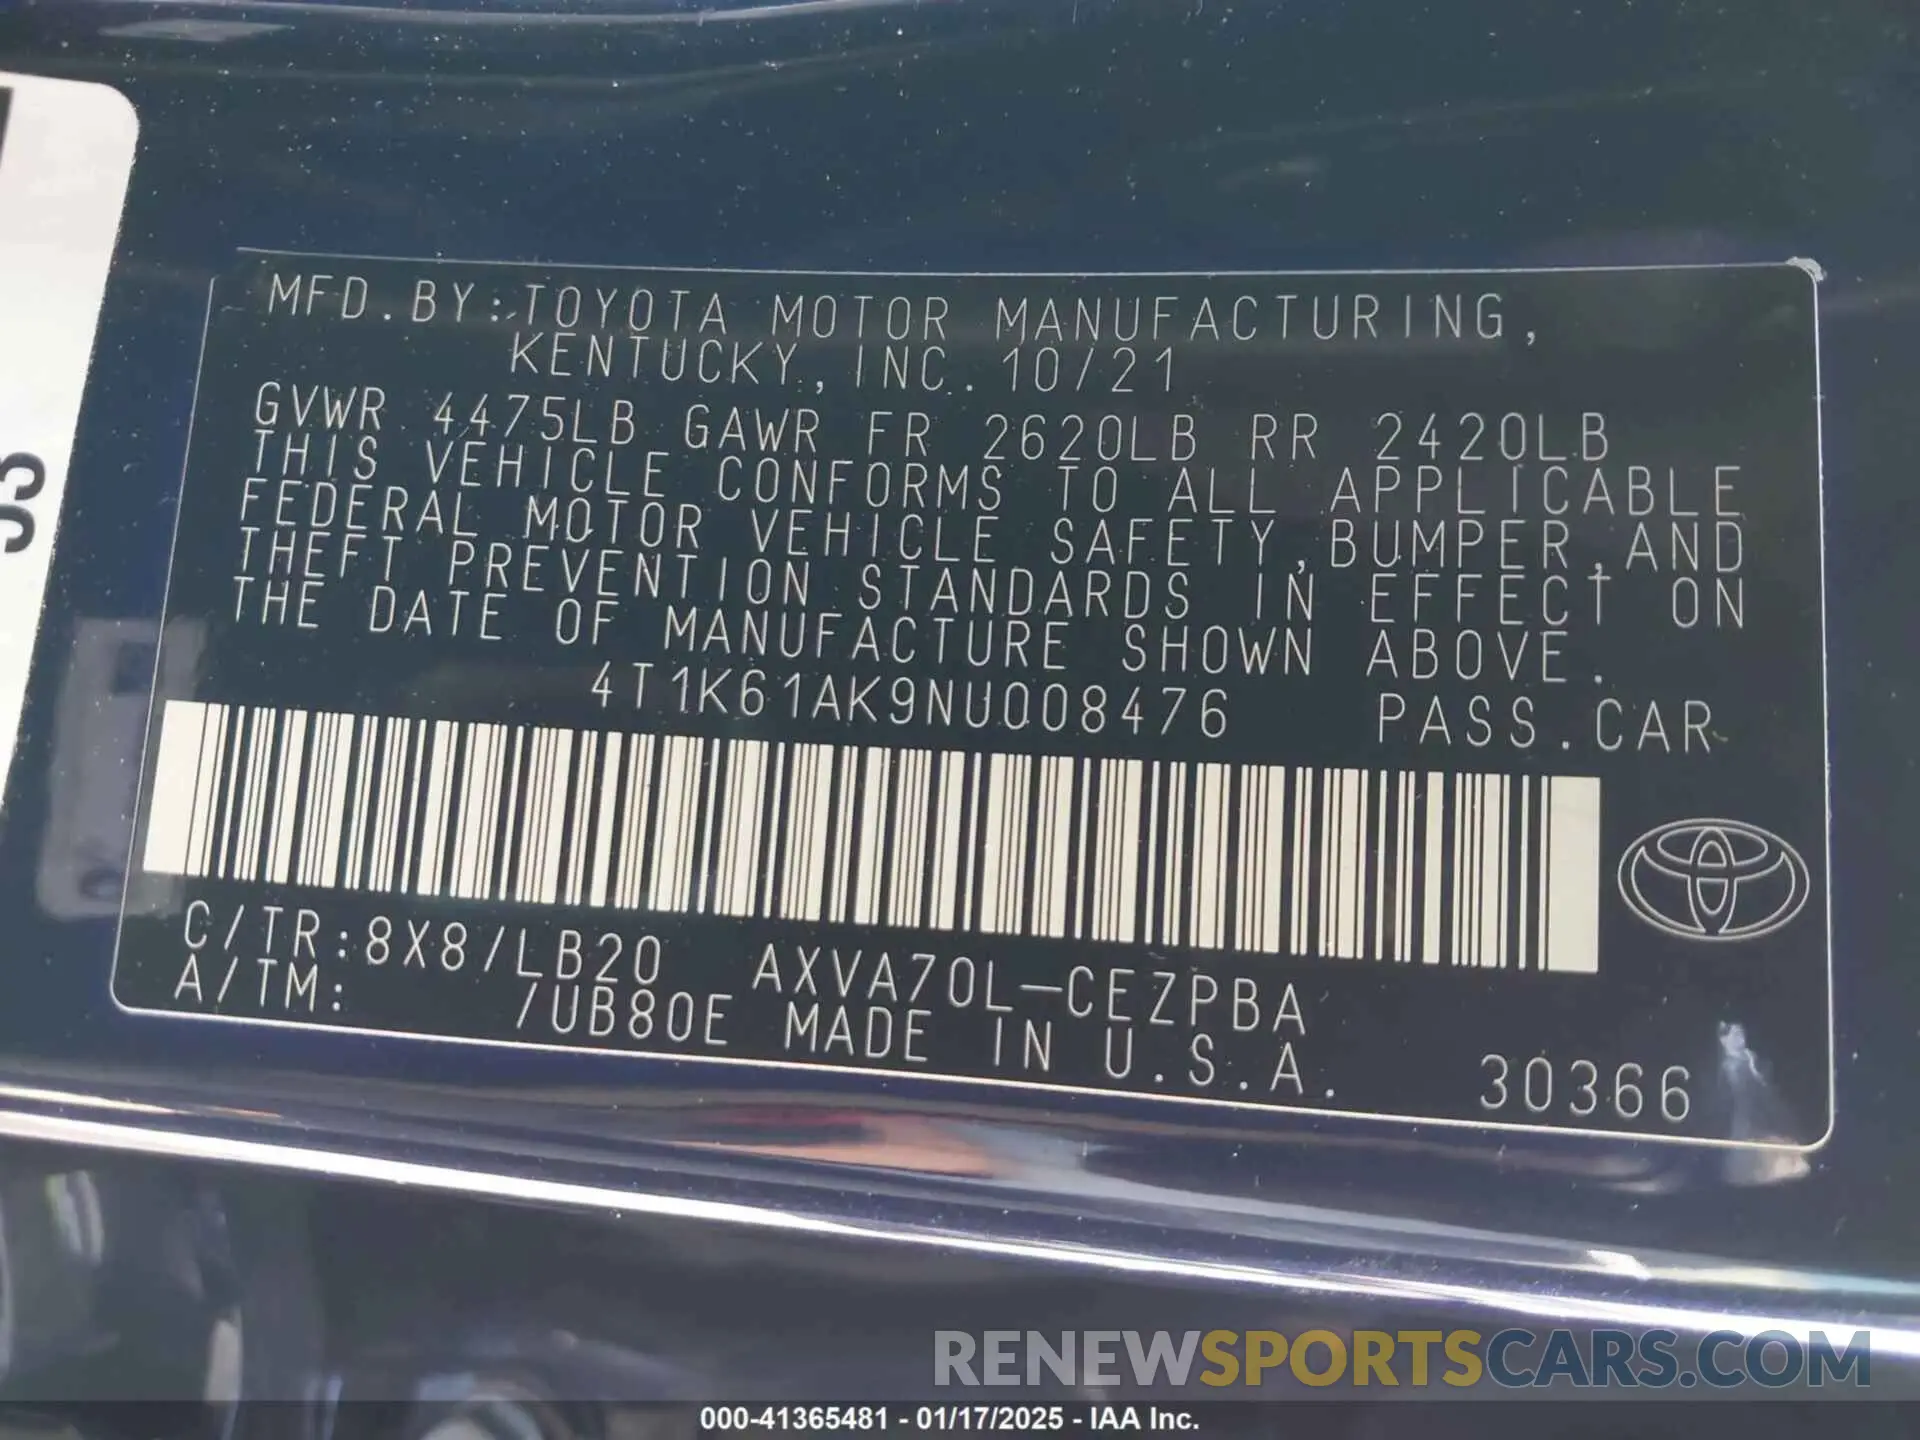 MFD. BY: TOYOTA MOTOR MANUFACTURING,
KENTUCKY, INC. 10/21
GVWR 4475LB GAWR FR 2620LB RR 2420LB
THIS VEHICLE CONFORMS TO ALL APPLICABLE
FEDERAL MOTOR VEHICLE SAFETY, BUMPER, AND
THEFT PREVENTION STANDARDS IN EFFECT ON
THE DATE OF MANUFACTURE SHOWN ABOVE.
4T1K61AK9NU008476 PASS. CAR
C/TR: 8X8/LB20 AXVA70L-CEZPBA
A/TM: /UB80E MADE IN U.S.A. 30366
RENEWSPORTSCARS.COM
000-41365481 - 01/17/2025 - IAA Inc.